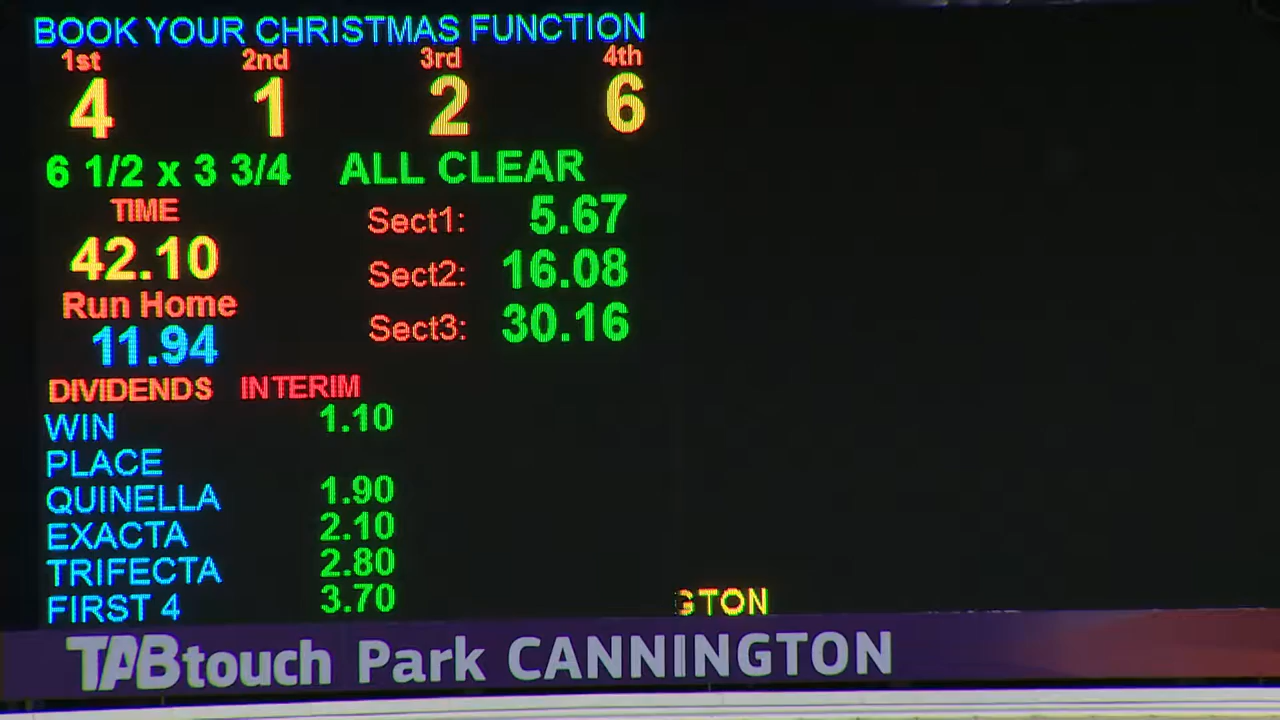 BOOK YOUR CHRISTMAS FUNCTION
1st 2nd 3rd 4th
4 1 2 6
6 1/2 x 3 3/4 ALL CLEAR
TIME
42.10
Run Home
11.94
Sect1: 5.67
Sect2: 16.08
Sect3: 30.16
DIVIDENDS INTERIM
WIN 1.10
PLACE
QUINELLA 1.90
EXACTA 2.10
TRIFECTA 2.80
FIRST 4 3.70
GTON
TABtouch Park CANNINGTON